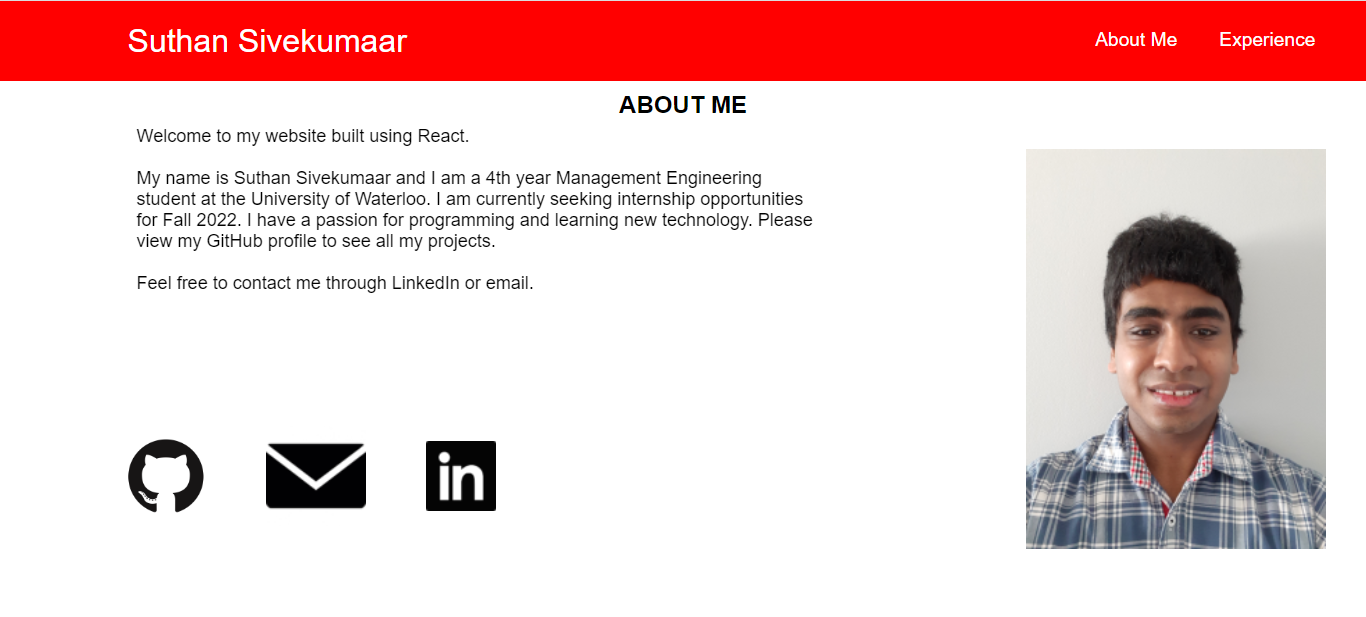 Suthan Sivekumaar
About Me
Experience
ABOUT ME
Welcome to my website built using React.
My name is Suthan Sivekumaar and I am a 4th year Management Engineering
student at the University of Waterloo. I am currently seeking internship opportunities
for Fall 2022. I have a passion for programming and learning new technology. Please
view my GitHub profile to see all my projects.
Feel free to contact me through LinkedIn or email.
in